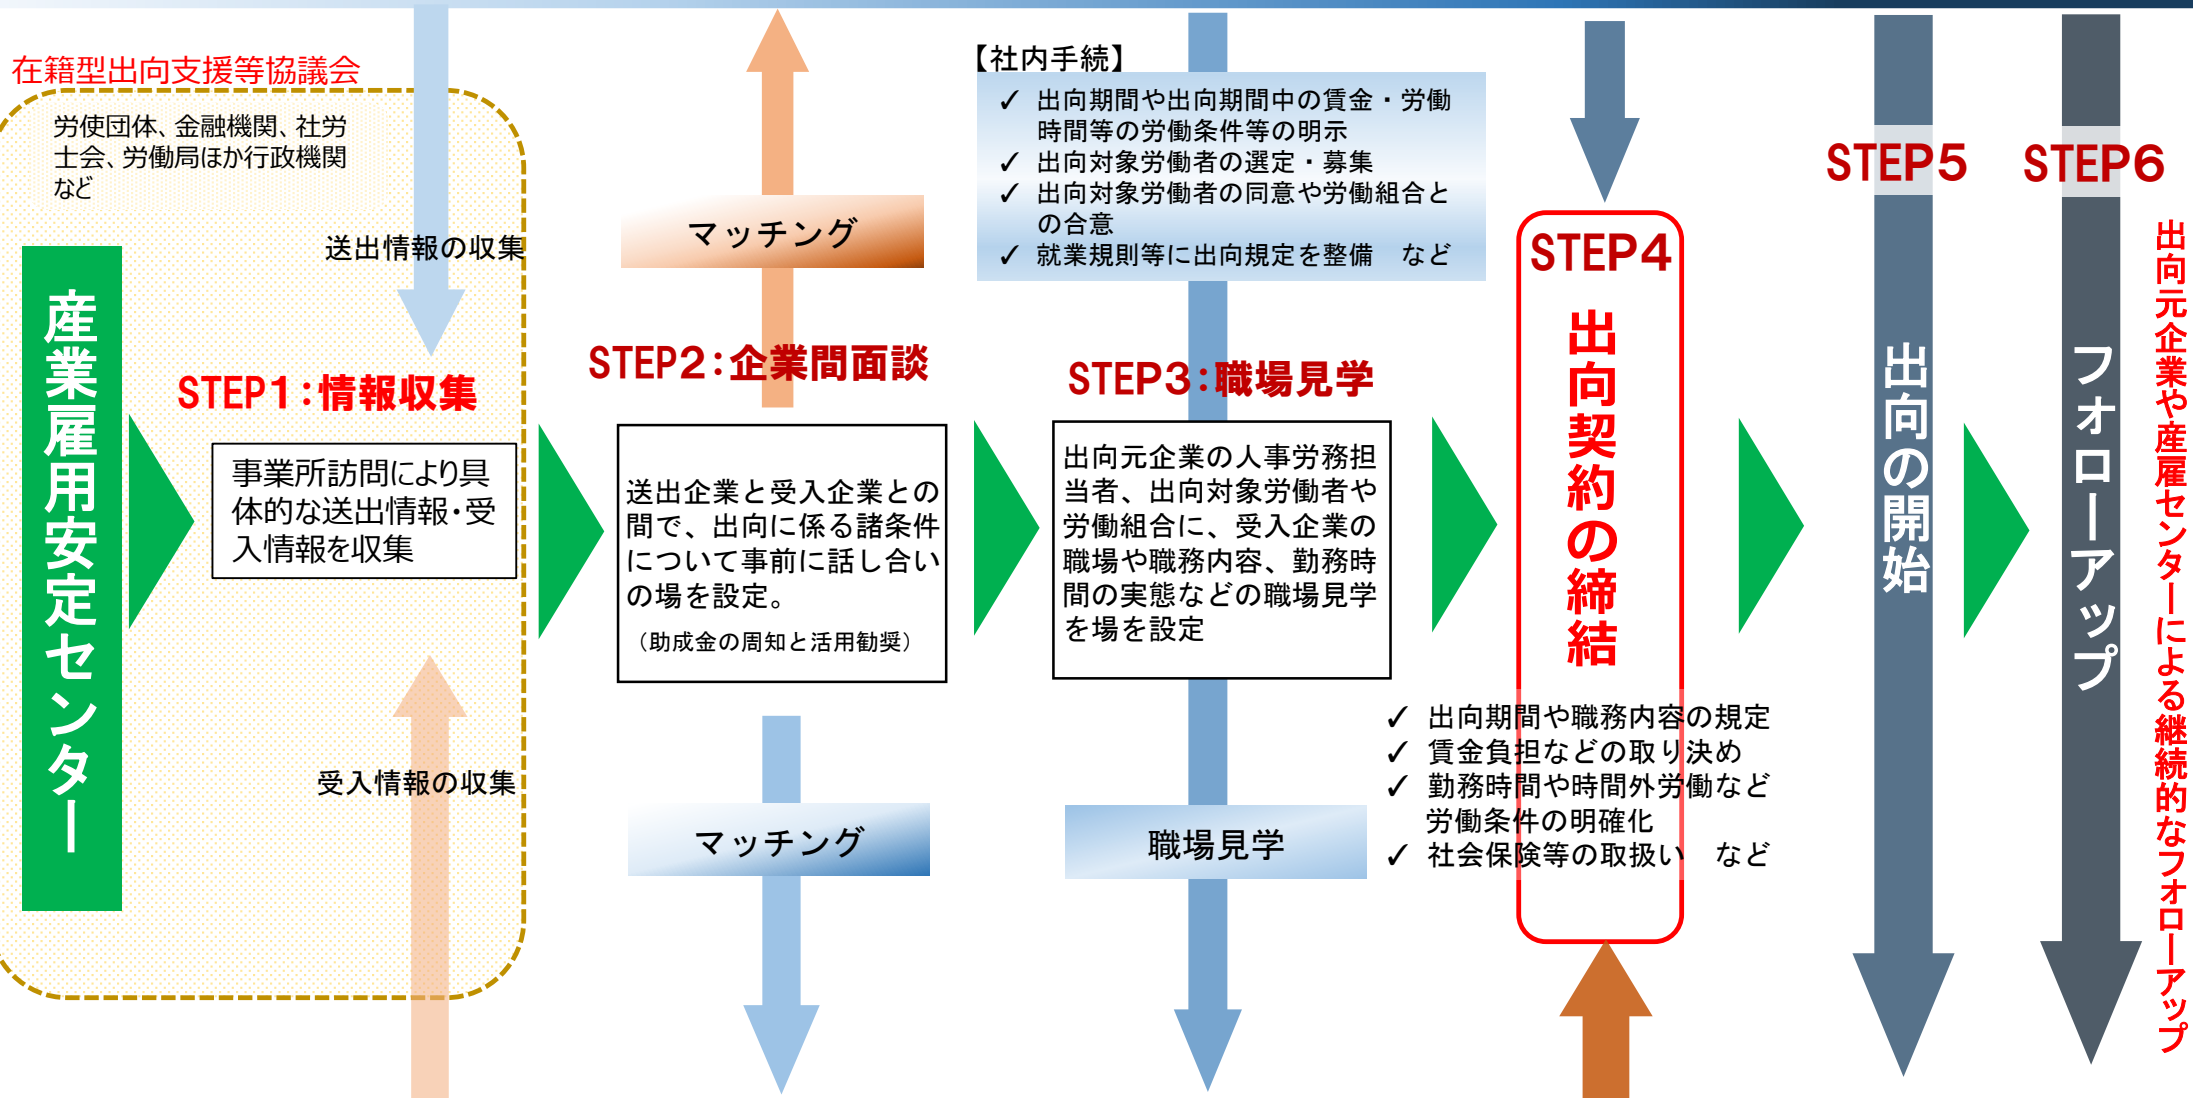 在籍型出向支援等協議会
労使団体、金融機関、社労
士会、労働局ほか行政機関
など
送出情報の収集
産業雇用安定センター
STEP1：情報収集
事業所訪問により具
体的な送出情報・受
入情報を収集
受入情報の収集
マッチング
STEP2：企業間面談
送出企業と受入企業との
間で、出向に係る諸条件
について事前に話し合い
の場を設定。
（助成金の周知と活用勧奨）
マッチング
【社内手続】
✓ 出向期間や出向期間中の賃金・労働
時間等の労働条件等の明示
✓ 出向対象労働者の選定・募集
✓ 出向対象労働者の同意や労働組合と
の合意
✓ 就業規則等に出向規定を整備　など
STEP3：職場見学
出向元企業の人事労務担
当者、出向対象労働者や
労働組合に、受入企業の
職場や職務内容、勤務時
間の実態などの職場見学
を場を設定
職場見学
STEP4
出向契約の締結
✓ 出向期間や職務内容の規定
✓ 賃金負担などの取り決め
✓ 勤務時間や時間外労働など
労働条件の明確化
✓ 社会保険等の取扱い　など
STEP5
出向の開始
STEP6
フォローアップ
出向元企業や産雇センターによる継続的なフォローアップ